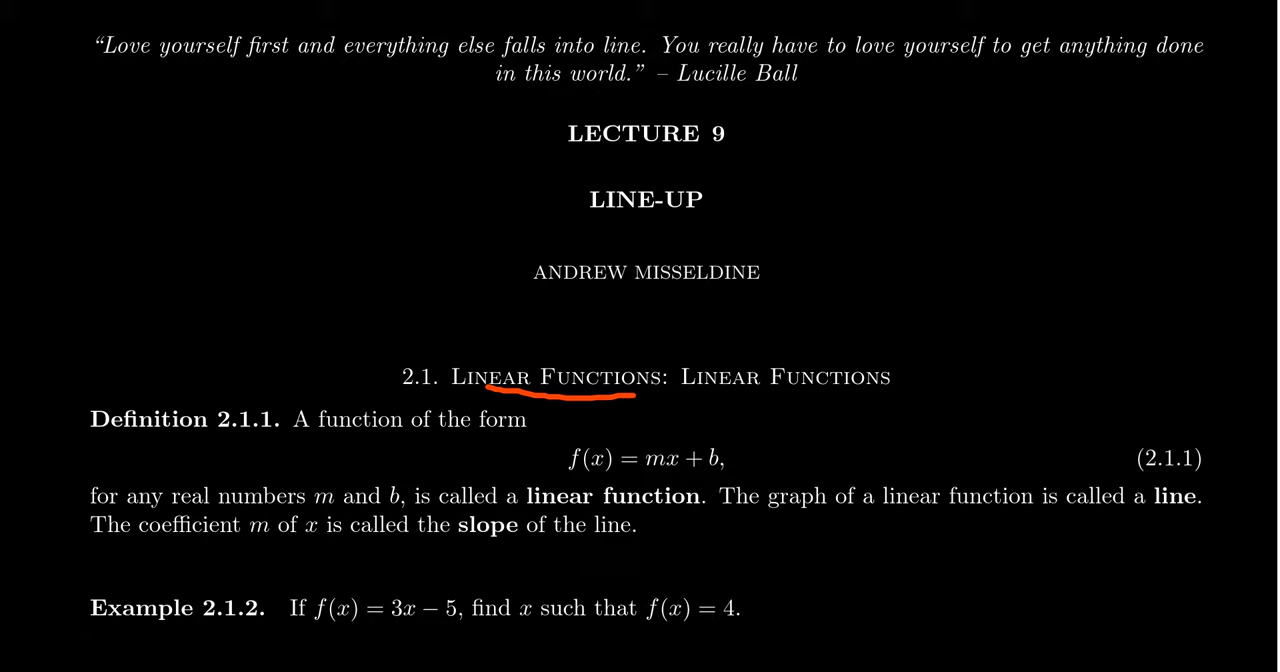 “Love yourself first and everything else falls into line. You really have to love yourself to get anything done
in this world.” – Lucille Ball
LECTURE 9
LINE-UP
ANDREW MISSELDINE
2.1. Linear Functions: Linear Functions
Definition 2.1.1. A function of the form
f(x) = mx + b, (2.1.1)
for any real numbers m and b, is called a linear function. The graph of a linear function is called a line.
The coefficient m of x is called the slope of the line.
Example 2.1.2. If f(x) = 3x − 5, find x such that f(x) = 4.